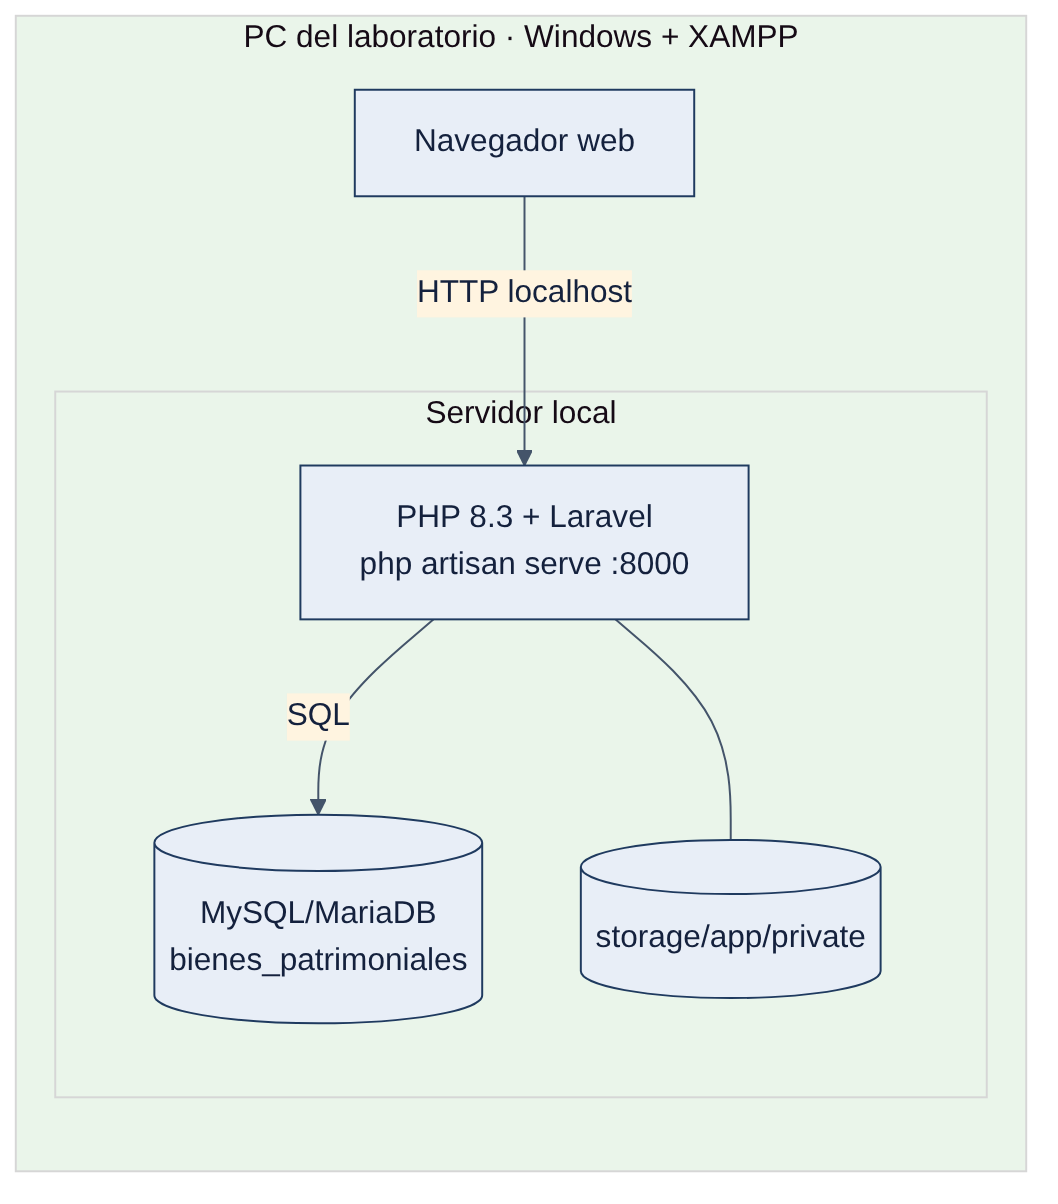 PC del laboratorio · Windows + XAMPP
Navegador web
HTTP localhost
Servidor local
PHP 8.3 + Laravel
php artisan serve :8000
SQL
MySQL/MariaDB
bienes_patrimoniales
storage/app/private